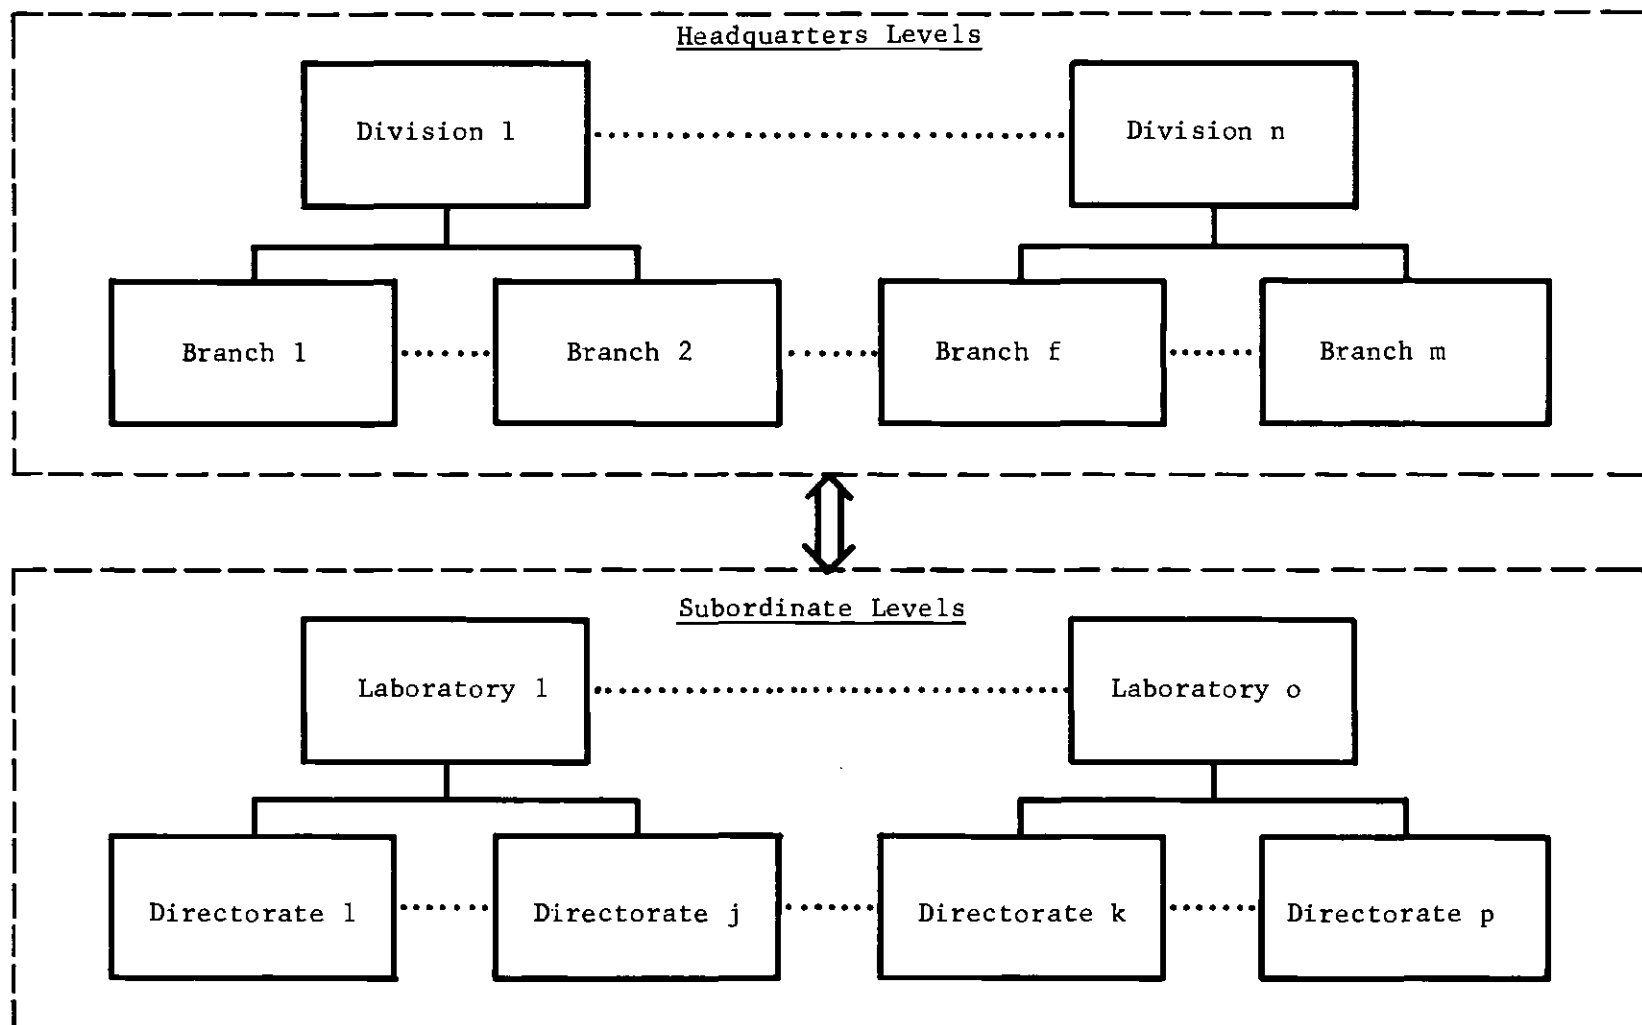 Headquarters Levels
Division 1
Division n
Branch 1
Branch 2
Branch f
Branch m
Subordinate Levels
Laboratory 1
Laboratory o
Directorate 1
Directorate j
Directorate k
Directorate p